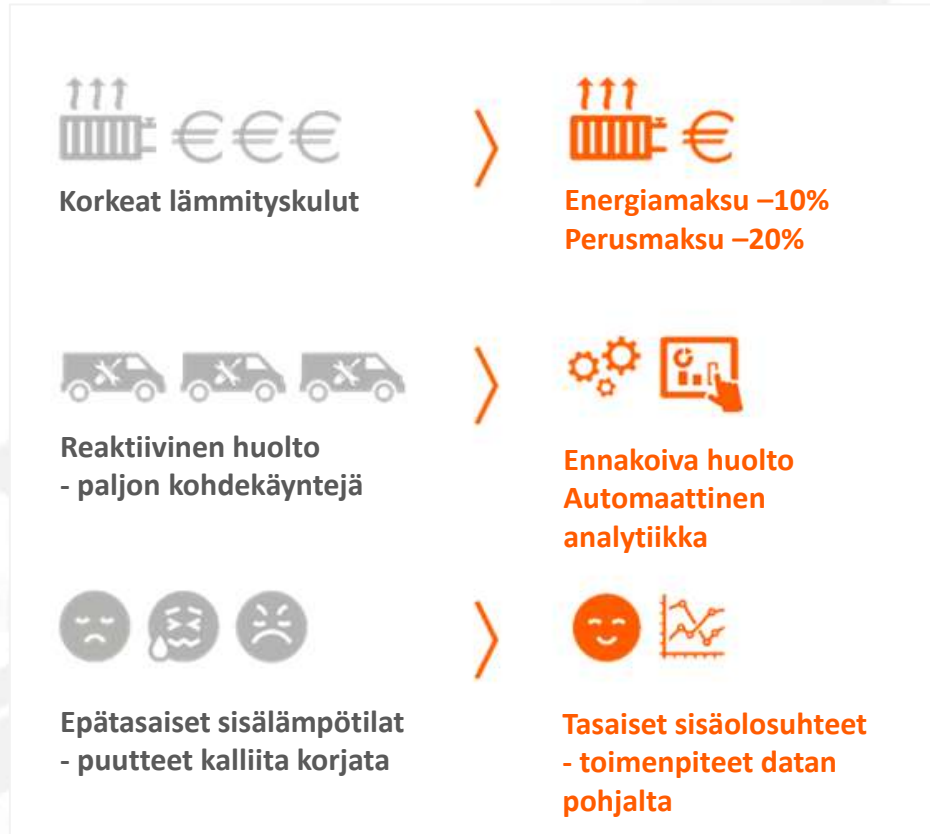 Korkeat lämmityskulut
Energiamaksu –10%
Perusmaksu –20%
Reaktiivinen huolto
- paljon kohdekäyntejä
Ennakoiva huolto
Automaattinen
analytiikka
Epätasaiset sisälämpötilat
- puutteet kalliita korjata
Tasaiset sisäolosuhteet
- toimenpiteet datan
pohjalta